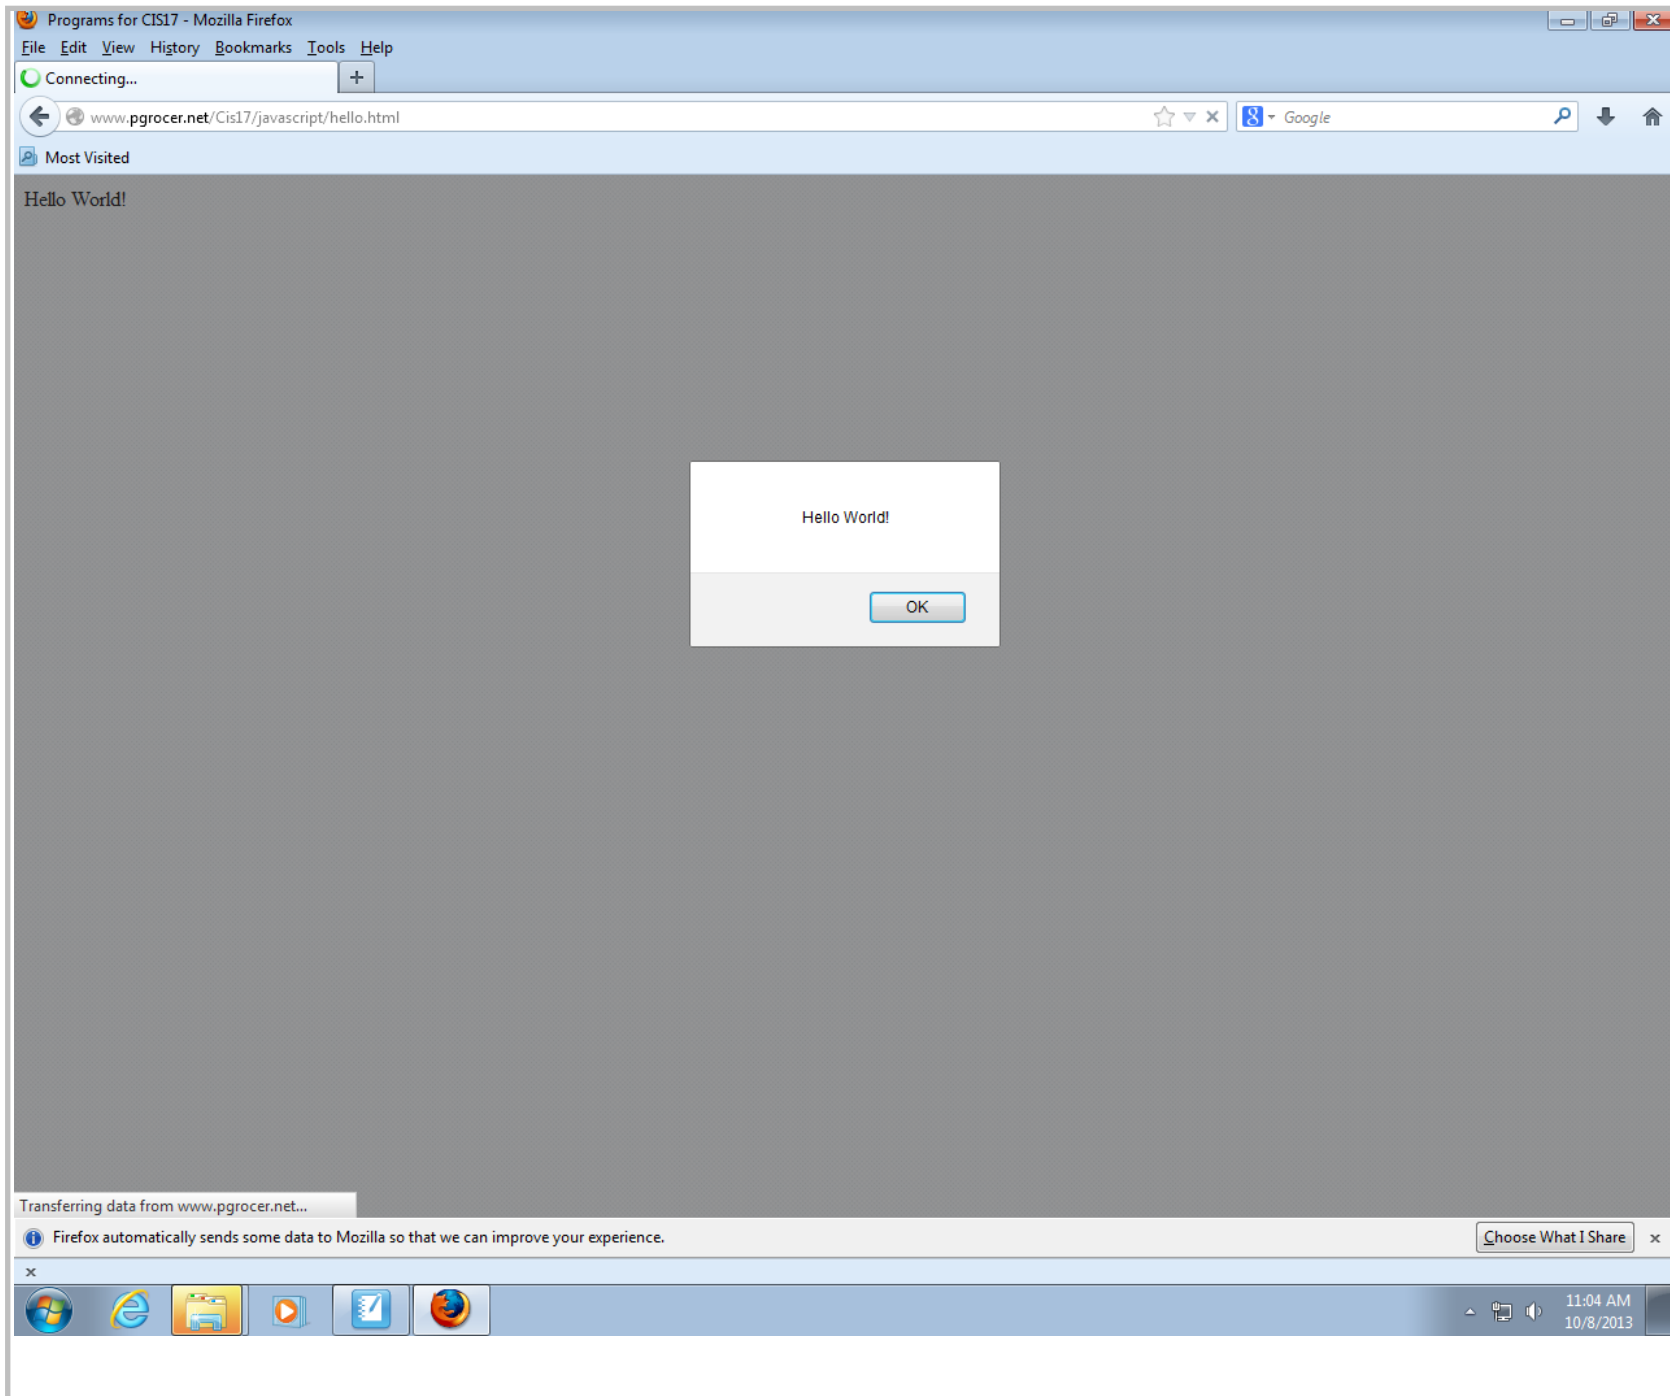 Programs for CIS17 - Mozilla Firefox
File Edit View History Bookmarks Tools Help
Connecting...
www.pgrocer.net/Cis17/javascript/hello.html
8 Google
Most Visited
Hello World!
Hello World!
OK
Transferring data from www.pgrocer.net...
Firefox automatically sends some data to Mozilla so that we can improve your experience.
Choose What I Share
11:04 AM
10/8/2013